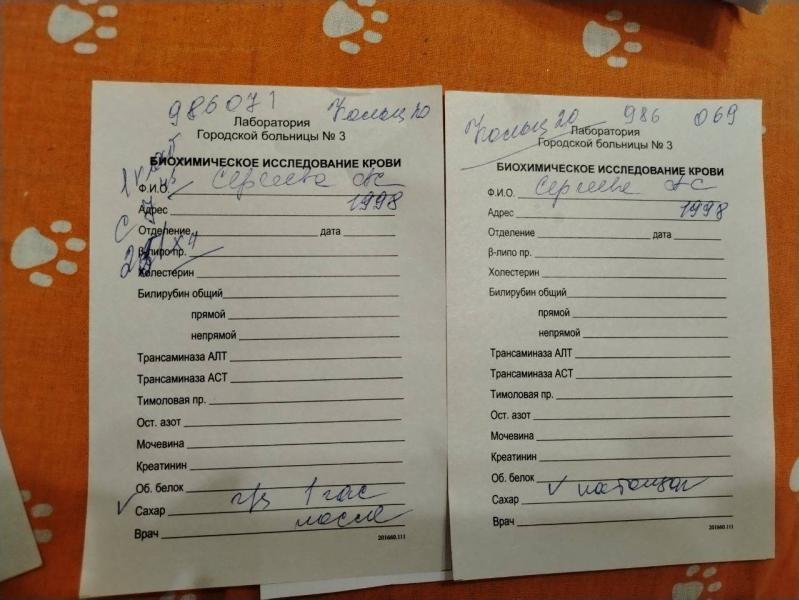 986071
Лаборатория
Городской больницы № 3
БИОХИМИЧЕСКОЕ ИССЛЕДОВАНИЕ КРОВИ
Ф.И.О. Сергеева
Адрес 1998
Отделение дата
β-липо пр.
Холестерин
Билирубин общий
прямой
непрямой
Трансаминаза АЛТ
Трансаминаза АСТ
Тимоловая пр.
Ост. азот
Мочевина
Креатинин
Об. белок
Сахар 1 час
Врач после
201660.111
986 069
Лаборатория
Городской больницы № 3
БИОХИМИЧЕСКОЕ ИССЛЕДОВАНИЕ КРОВИ
Ф.И.О.
Адрес 1998
Отделение дата
β-липо пр.
Холестерин
Билирубин общий
прямой
непрямой
Трансаминаза АЛТ
Трансаминаза АСТ
Тимоловая пр.
Ост. азот
Мочевина
Креатинин
Об. белок
Сахар натощак
Врач
201660.111